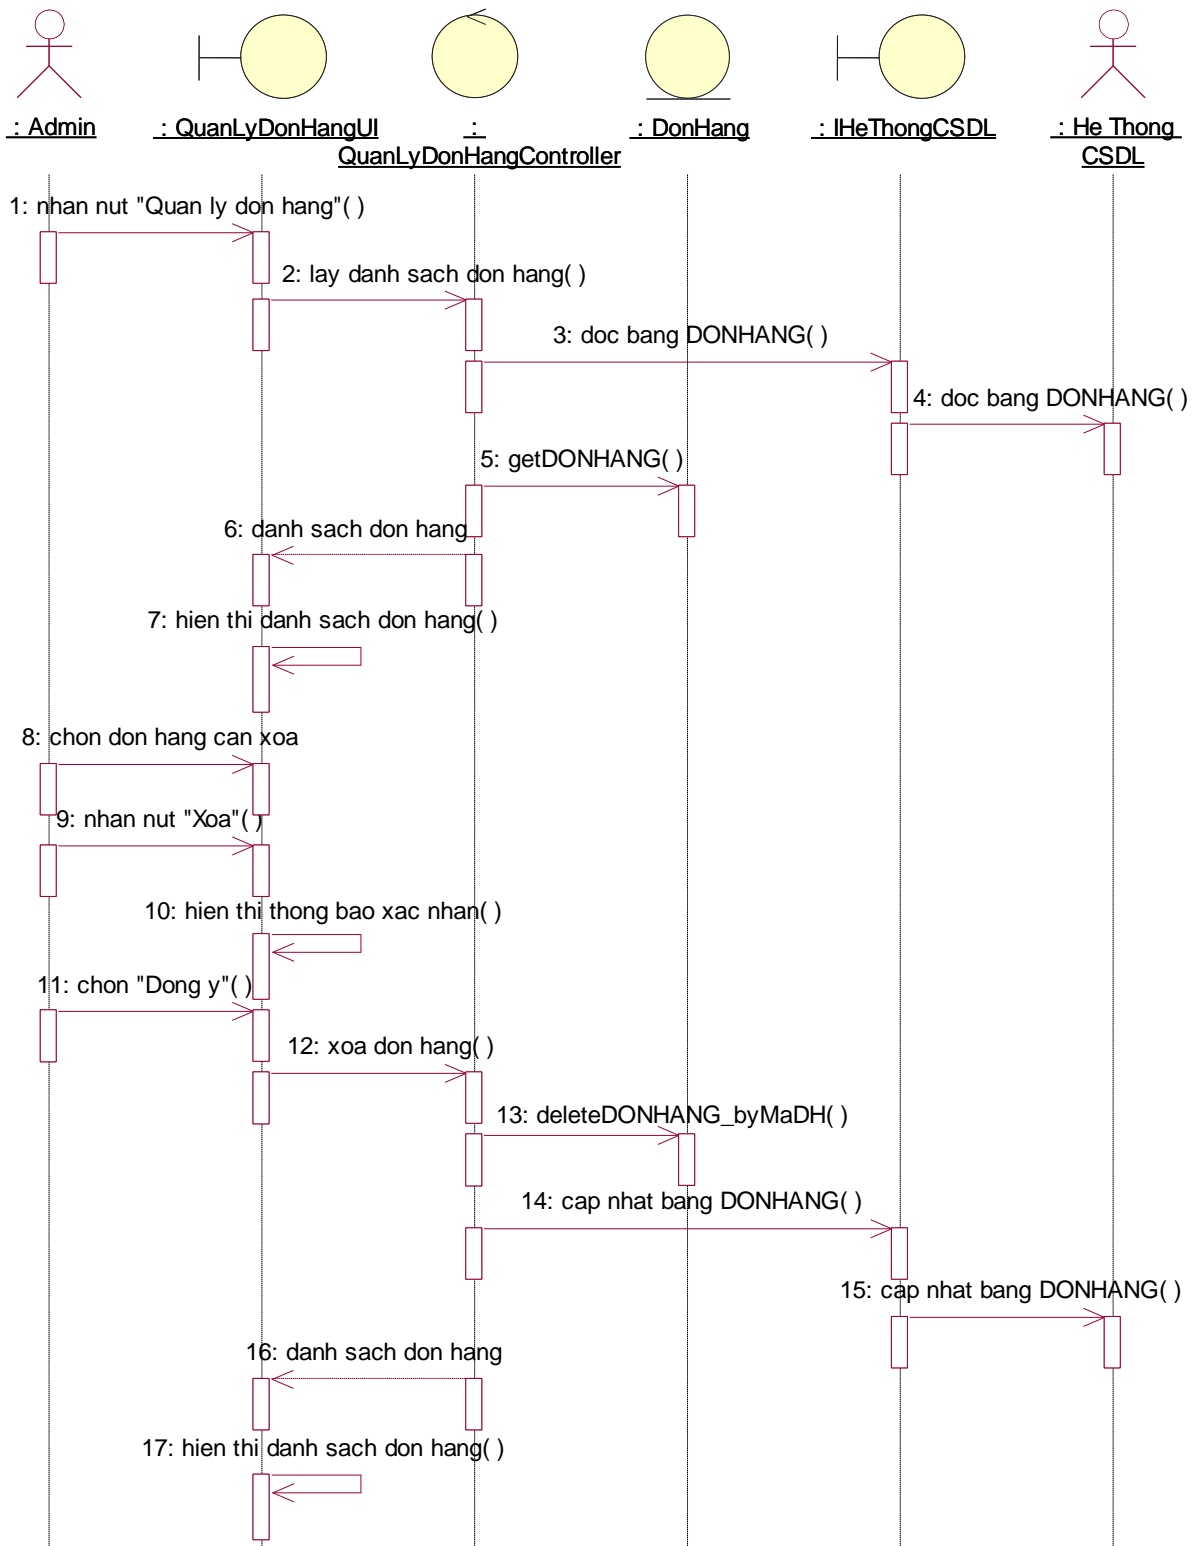 : Admin
: QuanLyDonHangUI
:
QuanLyDonHangController
: DonHang
: IHeThongCSDL
: He Thong
CSDL
1: nhan nut "Quan ly don hang"( )
2: lay danh sach don hang( )
3: doc bang DONHANG( )
4: doc bang DONHANG( )
5: getDONHANG( )
6: danh sach don hang
7: hien thi danh sach don hang( )
8: chon don hang can xoa
9: nhan nut "Xoa"( )
10: hien thi thong bao xac nhan( )
11: chon "Dong y"( )
12: xoa don hang( )
13: deleteDONHANG_byMaDH( )
14: cap nhat bang DONHANG( )
15: cap nhat bang DONHANG( )
16: danh sach don hang
17: hien thi danh sach don hang( )